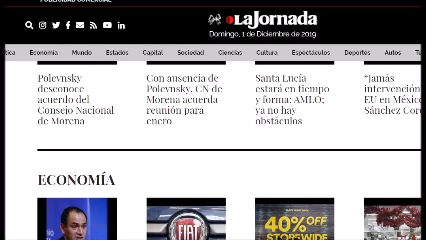 PUBLICIDAD COMERCIAL
La Jornada
Domingo, 1 de Diciembre de 2019
Economía Mundo Estados Capital Sociedad Ciencias Cultura Espectáculos Deportes Autos
Polevnsky
desconoce
acuerdo del
Consejo Nacional
de Morena
Con ausencia de
Polevnsky, CN de
Morena acuerda
reunión para
enero
Santa Lucía
estará en tiempo
y forma: AMLO;
ya no hay
obstáculos
“Jamás
intervención
EU en México
Sánchez
ECONOMÍA
FIAT
40% OFF
STOREWIDE